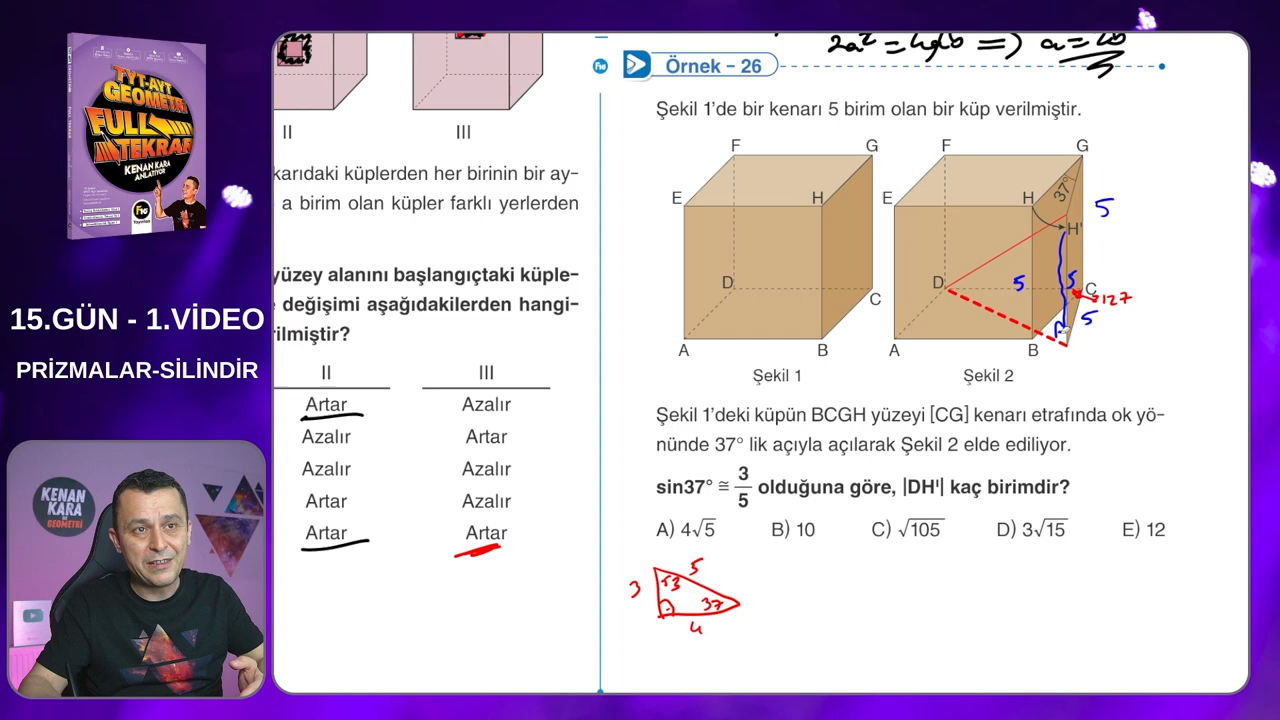 TYT-AYT
GEOMETRİ
FULL
TEKRAR
KENAN KARA
ANLATIYOR
F10
15.GÜN - 1.VİDEO
PRİZMALAR-SİLİNDİR
KENAN
KARA
GEOMETRİ
II
III
karıdaki küplerden her birinin bir ay-
a birim olan küpler farklı yerlerden
yüzey alanını başlangıçtaki küple-
değişimi aşağıdakilerden hangi-
rilmiştir?
II III
Artar Azalır
Azalır Artar
Azalır Azalır
Artar Azalır
Artar Artar
Örnek – 26
Şekil 1'de bir kenarı 5 birim olan bir küp verilmiştir.
F G F G
E H E H 37°
5
H'
D D 5 5 C
C 127
5
A B A B
Şekil 1 Şekil 2
Şekil 1'deki küpün BCGH yüzeyi [CG] kenarı etrafında ok yö-
nünde 37° lik açıyla açılarak Şekil 2 elde ediliyor.
sin37° ≅ 3/5 olduğuna göre, |DH'| kaç birimdir?
A) 4√5 B) 10 C) √105 D) 3√15 E) 12
5
3 53
37
4